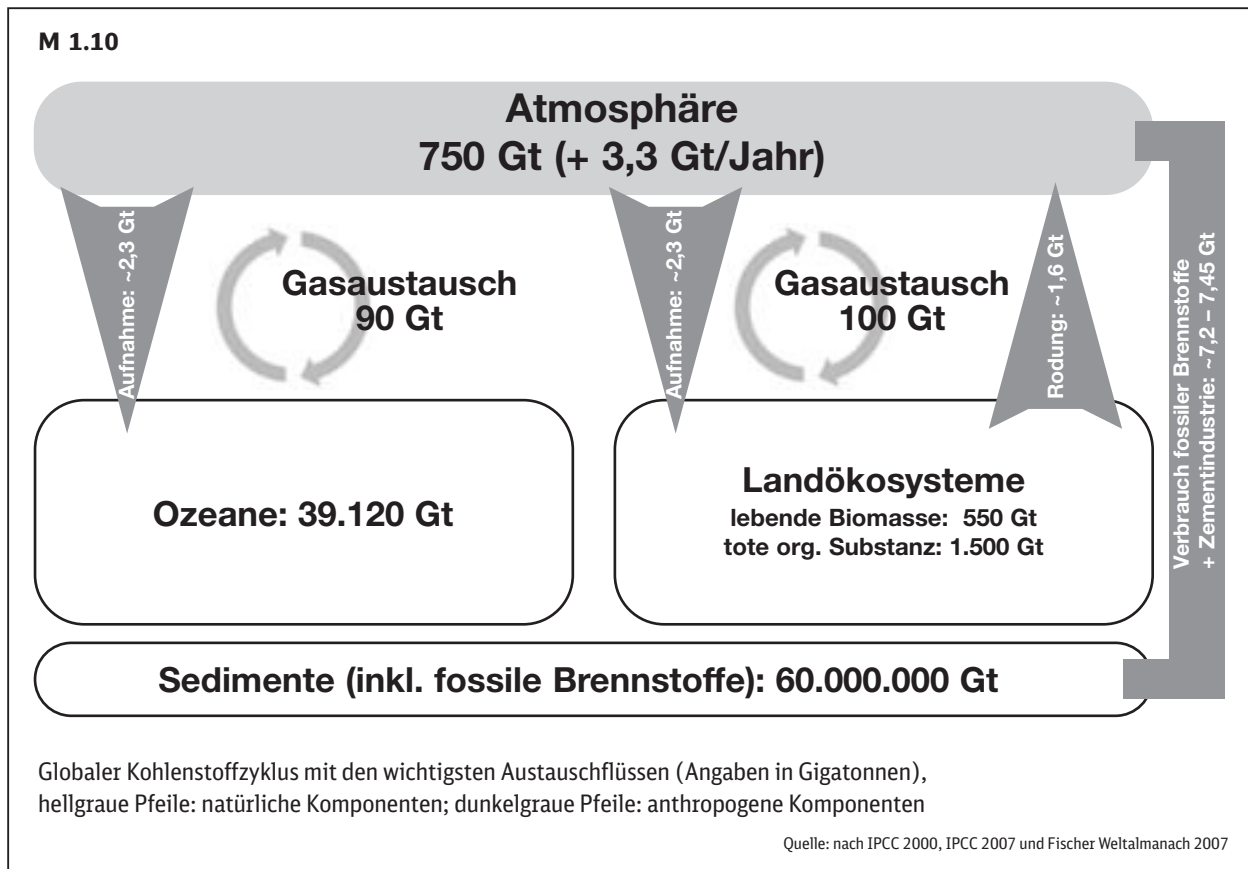 M 1.10
Atmosphäre
750 Gt (+ 3,3 Gt/Jahr)
Aufnahme: ~2,3 Gt
Gasaustausch
90 Gt
Aufnahme: ~2,3 Gt
Gasaustausch
100 Gt
Rodung: ~1,6 Gt
Verbrauch fossiler Brennstoffe
+ Zementindustrie: ~7,2 – 7,45 Gt
Ozeane: 39.120 Gt
Landökosysteme
lebende Biomasse: 550 Gt
tote org. Substanz: 1.500 Gt
Sedimente (inkl. fossile Brennstoffe): 60.000.000 Gt
Globaler Kohlenstoffzyklus mit den wichtigsten Austauschflüssen (Angaben in Gigatonnen),
hellgraue Pfeile: natürliche Komponenten; dunkelgraue Pfeile: anthropogene Komponenten
Quelle: nach IPCC 2000, IPCC 2007 und Fischer Weltalmanach 2007